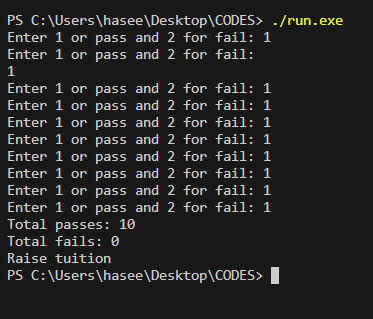 PS C:\Users\hasee\Desktop\CODES> ./run.exe
Enter 1 or pass and 2 for fail: 1
Enter 1 or pass and 2 for fail:
1
Enter 1 or pass and 2 for fail: 1
Enter 1 or pass and 2 for fail: 1
Enter 1 or pass and 2 for fail: 1
Enter 1 or pass and 2 for fail: 1
Enter 1 or pass and 2 for fail: 1
Enter 1 or pass and 2 for fail: 1
Enter 1 or pass and 2 for fail: 1
Enter 1 or pass and 2 for fail: 1
Total passes: 10
Total fails: 0
Raise tuition
PS C:\Users\hasee\Desktop\CODES>